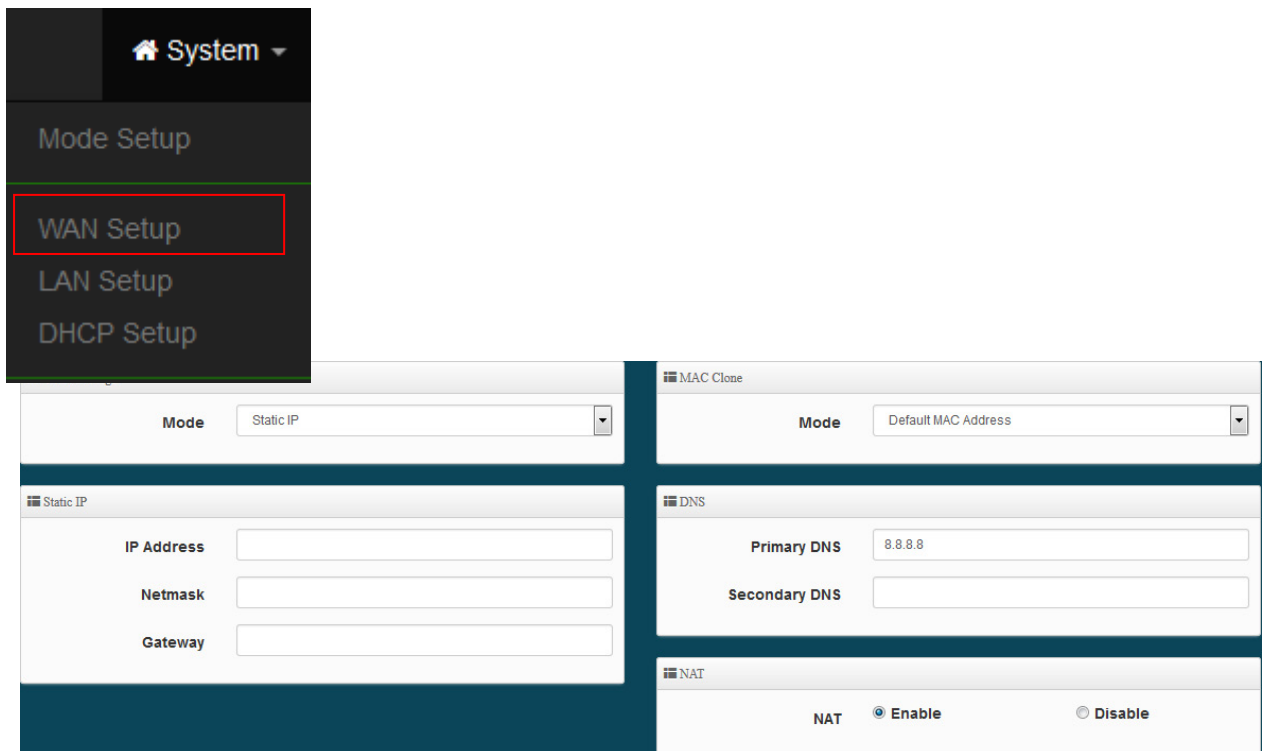 System
Mode Setup
WAN Setup
LAN Setup
DHCP Setup
Mode Static IP
MAC Clone
Mode Default MAC Address
Static IP
IP Address
Netmask
Gateway
DNS
Primary DNS 8.8.8.8
Secondary DNS
NAT
NAT Enable Disable